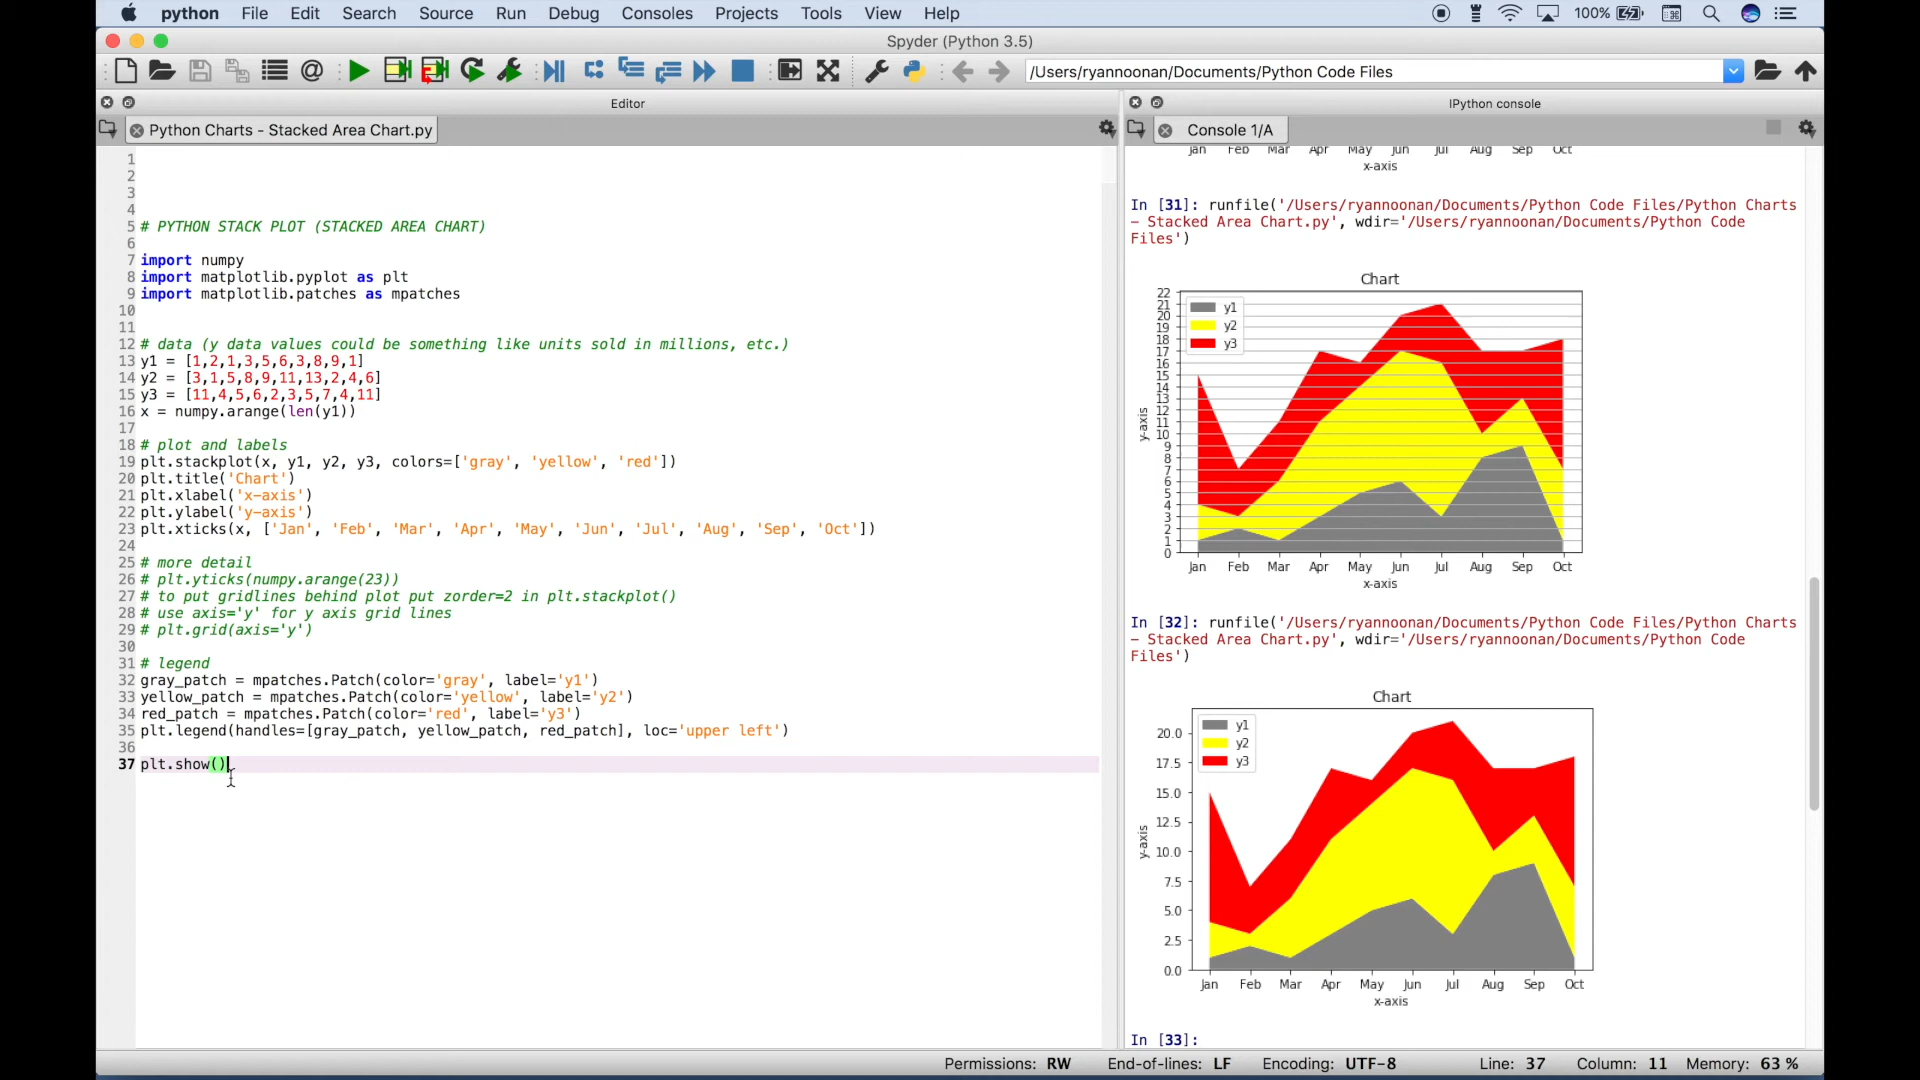 python File Edit Search Source Run Debug Consoles Projects Tools View Help 100%
Spyder (Python 3.5)
/Users/ryannoonan/Documents/Python Code Files
Editor
Python Charts - Stacked Area Chart.py
1
2
3
4
5 # PYTHON STACK PLOT (STACKED AREA CHART)
6
7 import numpy
8 import matplotlib.pyplot as plt
9 import matplotlib.patches as mpatches
10
11
12 # data (y data values could be something like units sold in millions, etc.)
13 y1 = [1,2,1,3,5,6,3,8,9,1]
14 y2 = [3,1,5,8,9,11,13,2,4,6]
15 y3 = [11,4,5,6,2,3,5,7,4,11]
16 x = numpy.arange(len(y1))
17
18 # plot and labels
19 plt.stackplot(x, y1, y2, y3, colors=['gray', 'yellow', 'red'])
20 plt.title('Chart')
21 plt.xlabel('x-axis')
22 plt.ylabel('y-axis')
23 plt.xticks(x, ['Jan', 'Feb', 'Mar', 'Apr', 'May', 'Jun', 'Jul', 'Aug', 'Sep', 'Oct'])
24
25 # more detail
26 # plt.yticks(numpy.arange(23))
27 # to put gridlines behind plot put zorder=2 in plt.stackplot()
28 # use axis='y' for y axis grid lines
29 # plt.grid(axis='y')
30
31 # legend
32 gray_patch = mpatches.Patch(color='gray', label='y1')
33 yellow_patch = mpatches.Patch(color='yellow', label='y2')
34 red_patch = mpatches.Patch(color='red', label='y3')
35 plt.legend(handles=[gray_patch, yellow_patch, red_patch], loc='upper left')
36
37 plt.show()
IPython console
Console 1/A
Jan Feb Mar Apr May Jun Jul Aug Sep Oct
x-axis
In [31]: runfile('/Users/ryannoonan/Documents/Python Code Files/Python Charts
- Stacked Area Chart.py', wdir='/Users/ryannoonan/Documents/Python Code
Files')
Chart
22
21
20
19
18
17
16
15
14
13
12
11
10
9
8
7
6
5
4
3
2
1
0
y1
y2
y3
y-axis
Jan Feb Mar Apr May Jun Jul Aug Sep Oct
x-axis
In [32]: runfile('/Users/ryannoonan/Documents/Python Code Files/Python Charts
- Stacked Area Chart.py', wdir='/Users/ryannoonan/Documents/Python Code
Files')
Chart
20.0
17.5
15.0
12.5
10.0
7.5
5.0
2.5
0.0
y1
y2
y3
y-axis
Jan Feb Mar Apr May Jun Jul Aug Sep Oct
x-axis
In [33]:
Permissions: RW End-of-lines: LF Encoding: UTF-8 Line: 37 Column: 11 Memory: 63 %